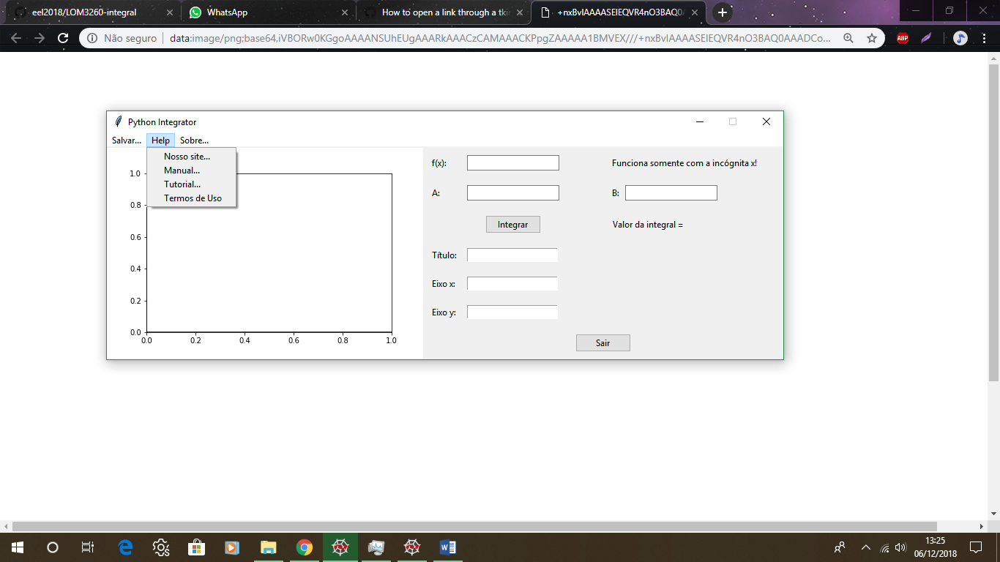 eel2018/LOM3260-integral
WhatsApp
How to open a link through a tki
+nxBvIAAAASElEQVR4nO3BAQ0A
Não seguro
data:image/png;base64,iVBORw0KGgoAAAANSUhEUgAAARkAAACzCAMAAACKPpgZAAAAA1BMVEX///+nxBvIAAAASElEQVR4nO3BAQ0AAADCo...
ABP
Python Integrator
Salvar... Help Sobre...
Nosso site...
Manual...
Tutorial...
Termos de Uso
1.0
0.8
0.6
0.4
0.2
0.0
0.0 0.2 0.4 0.6 0.8 1.0
f(x):
Funciona somente com a incógnita x!
A:
B:
Integrar
Valor da integral =
Título:
Eixo x:
Eixo y:
Sair
13:25
06/12/2018